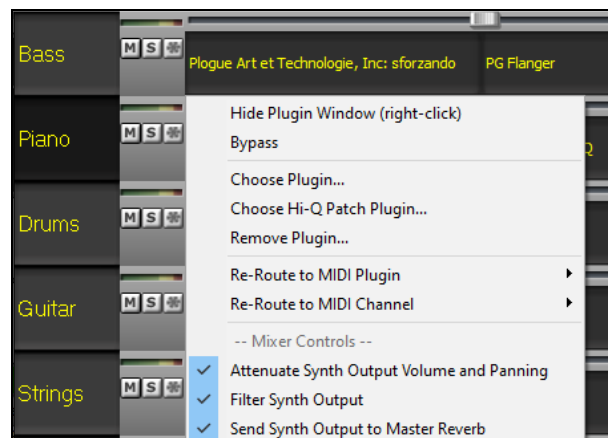 Bass
M S
Plogue Art et Technologie, Inc: sforzando
PG Flanger
Hide Plugin Window (right-click)
Piano
M S
Bypass
Q
Choose Plugin...
Choose Hi-Q Patch Plugin...
Drums
M S
Remove Plugin...
Re-Route to MIDI Plugin
Guitar
M S
Re-Route to MIDI Channel
-- Mixer Controls --
Attenuate Synth Output Volume and Panning
Strings
M S
Filter Synth Output
Send Synth Output to Master Reverb